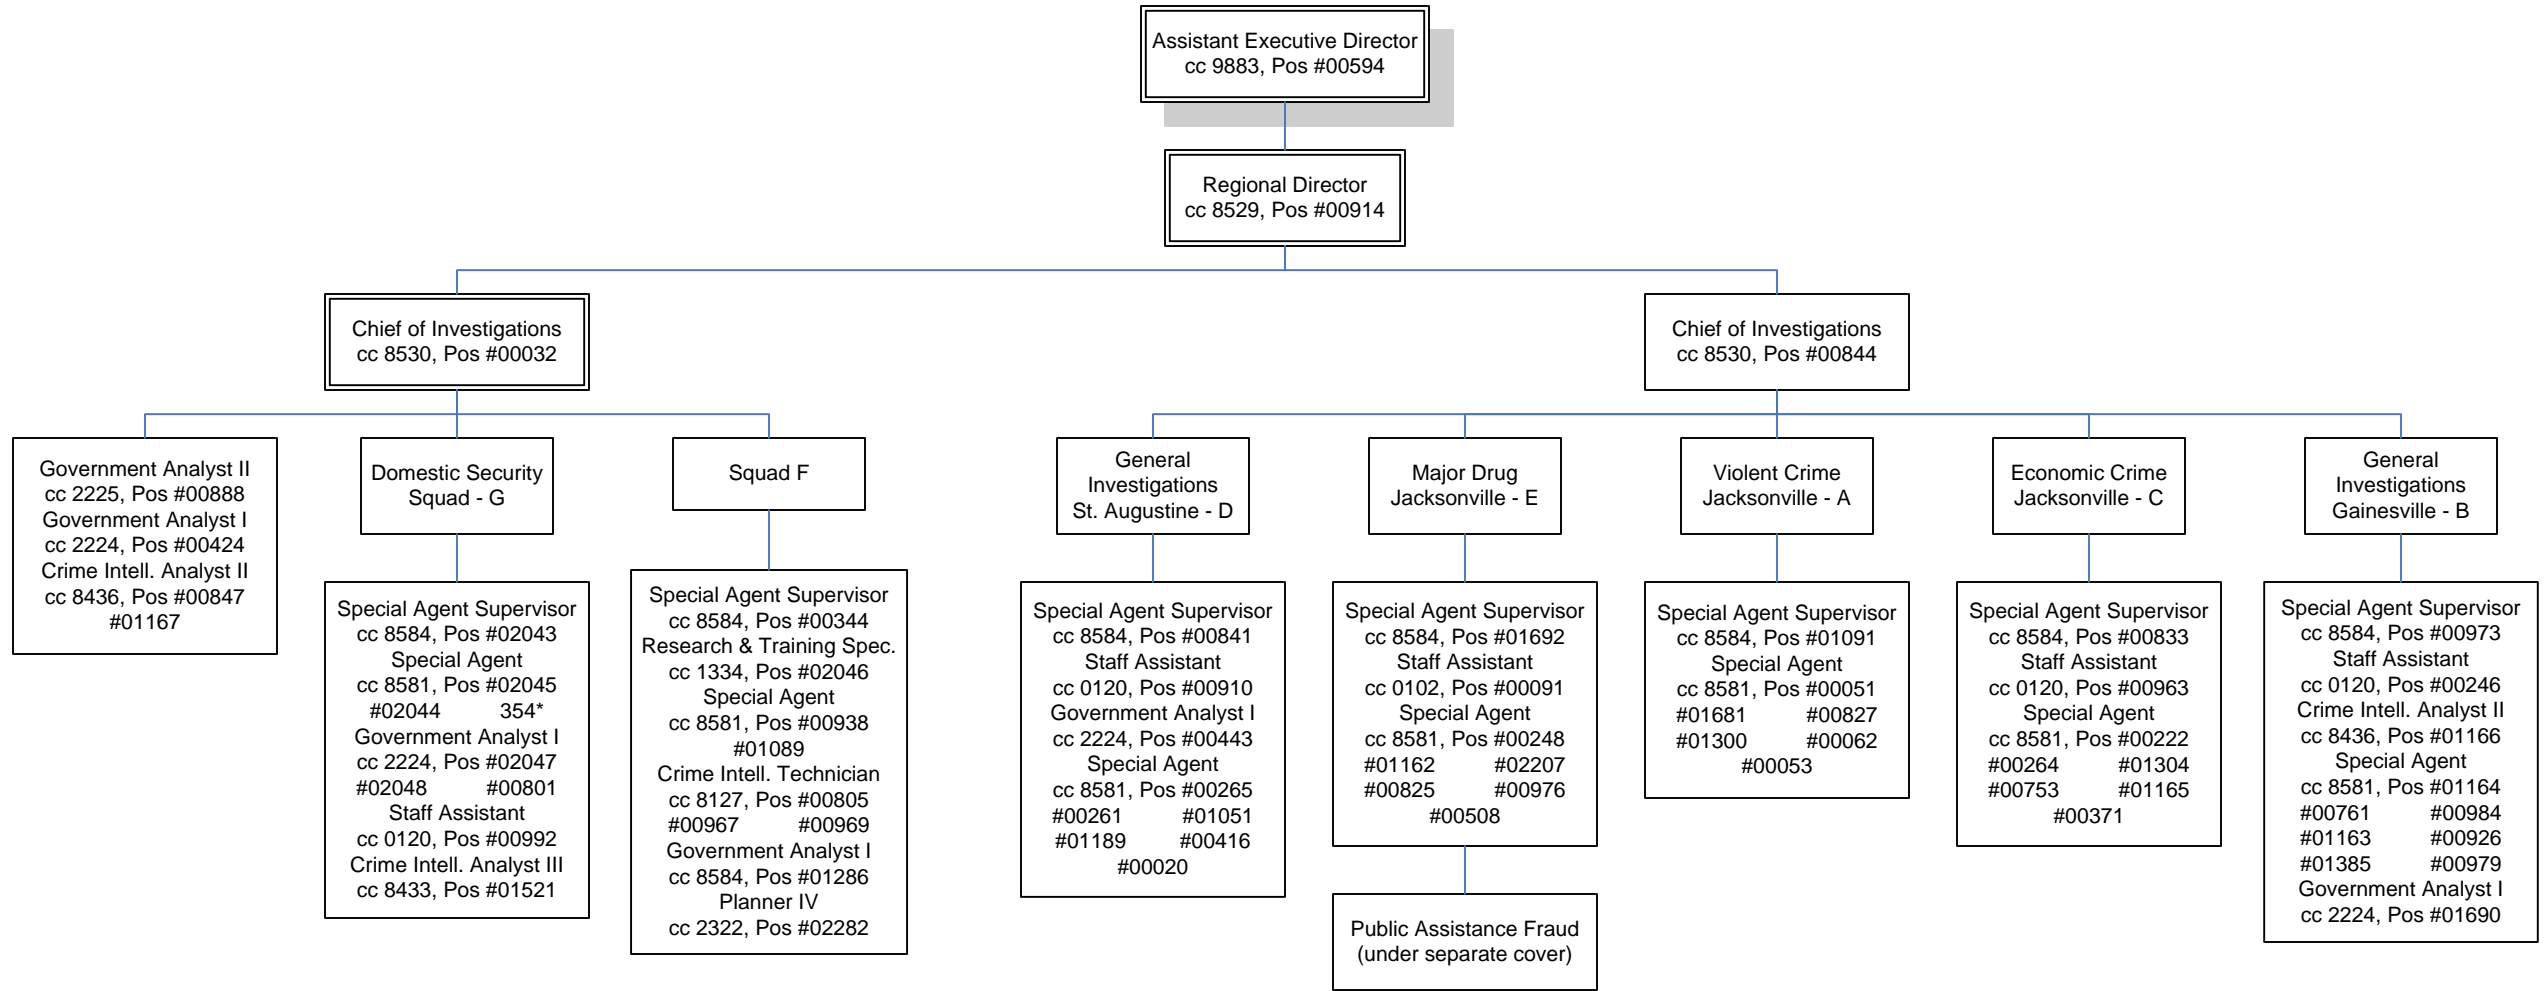 Assistant Executive Director
cc 9883, Pos #00594
Regional Director
cc 8529, Pos #00914
Chief of Investigations
cc 8530, Pos #00032
Chief of Investigations
cc 8530, Pos #00844
Government Analyst II
cc 2225, Pos #00888
Government Analyst I
cc 2224, Pos #00424
Crime Intell. Analyst II
cc 8436, Pos #00847
#01167
Domestic Security
Squad - G
Special Agent Supervisor
cc 8584, Pos #02043
Special Agent
cc 8581, Pos #02045
#02044 354*
Government Analyst I
cc 2224, Pos #02047
#02048 #00801
Staff Assistant
cc 0120, Pos #00992
Crime Intell. Analyst III
cc 8433, Pos #01521
Squad F
Special Agent Supervisor
cc 8584, Pos #00344
Research & Training Spec.
cc 1334, Pos #02046
Special Agent
cc 8581, Pos #00938
#01089
Crime Intell. Technician
cc 8127, Pos #00805
#00967 #00969
Government Analyst I
cc 8584, Pos #01286
Planner IV
cc 2322, Pos #02282
General
Investigations
St. Augustine - D
Special Agent Supervisor
cc 8584, Pos #00841
Staff Assistant
cc 0120, Pos #00910
Government Analyst I
cc 2224, Pos #00443
Special Agent
cc 8581, Pos #00265
#00261 #01051
#01189 #00416
#00020
Major Drug
Jacksonville - E
Special Agent Supervisor
cc 8584, Pos #01692
Staff Assistant
cc 0102, Pos #00091
Special Agent
cc 8581, Pos #00248
#01162 #02207
#00825 #00976
#00508
Public Assistance Fraud
(under separate cover)
Violent Crime
Jacksonville - A
Special Agent Supervisor
cc 8584, Pos #01091
Special Agent
cc 8581, Pos #00051
#01681 #00827
#01300 #00062
#00053
Economic Crime
Jacksonville - C
Special Agent Supervisor
cc 8584, Pos #00833
Staff Assistant
cc 0120, Pos #00963
Special Agent
cc 8581, Pos #00222
#00264 #01304
#00753 #01165
#00371
General
Investigations
Gainesville - B
Special Agent Supervisor
cc 8584, Pos #00973
Staff Assistant
cc 0120, Pos #00246
Crime Intell. Analyst II
cc 8436, Pos #01166
Special Agent
cc 8581, Pos #01164
#00761 #00984
#01163 #00926
#01385 #00979
Government Analyst I
cc 2224, Pos #01690